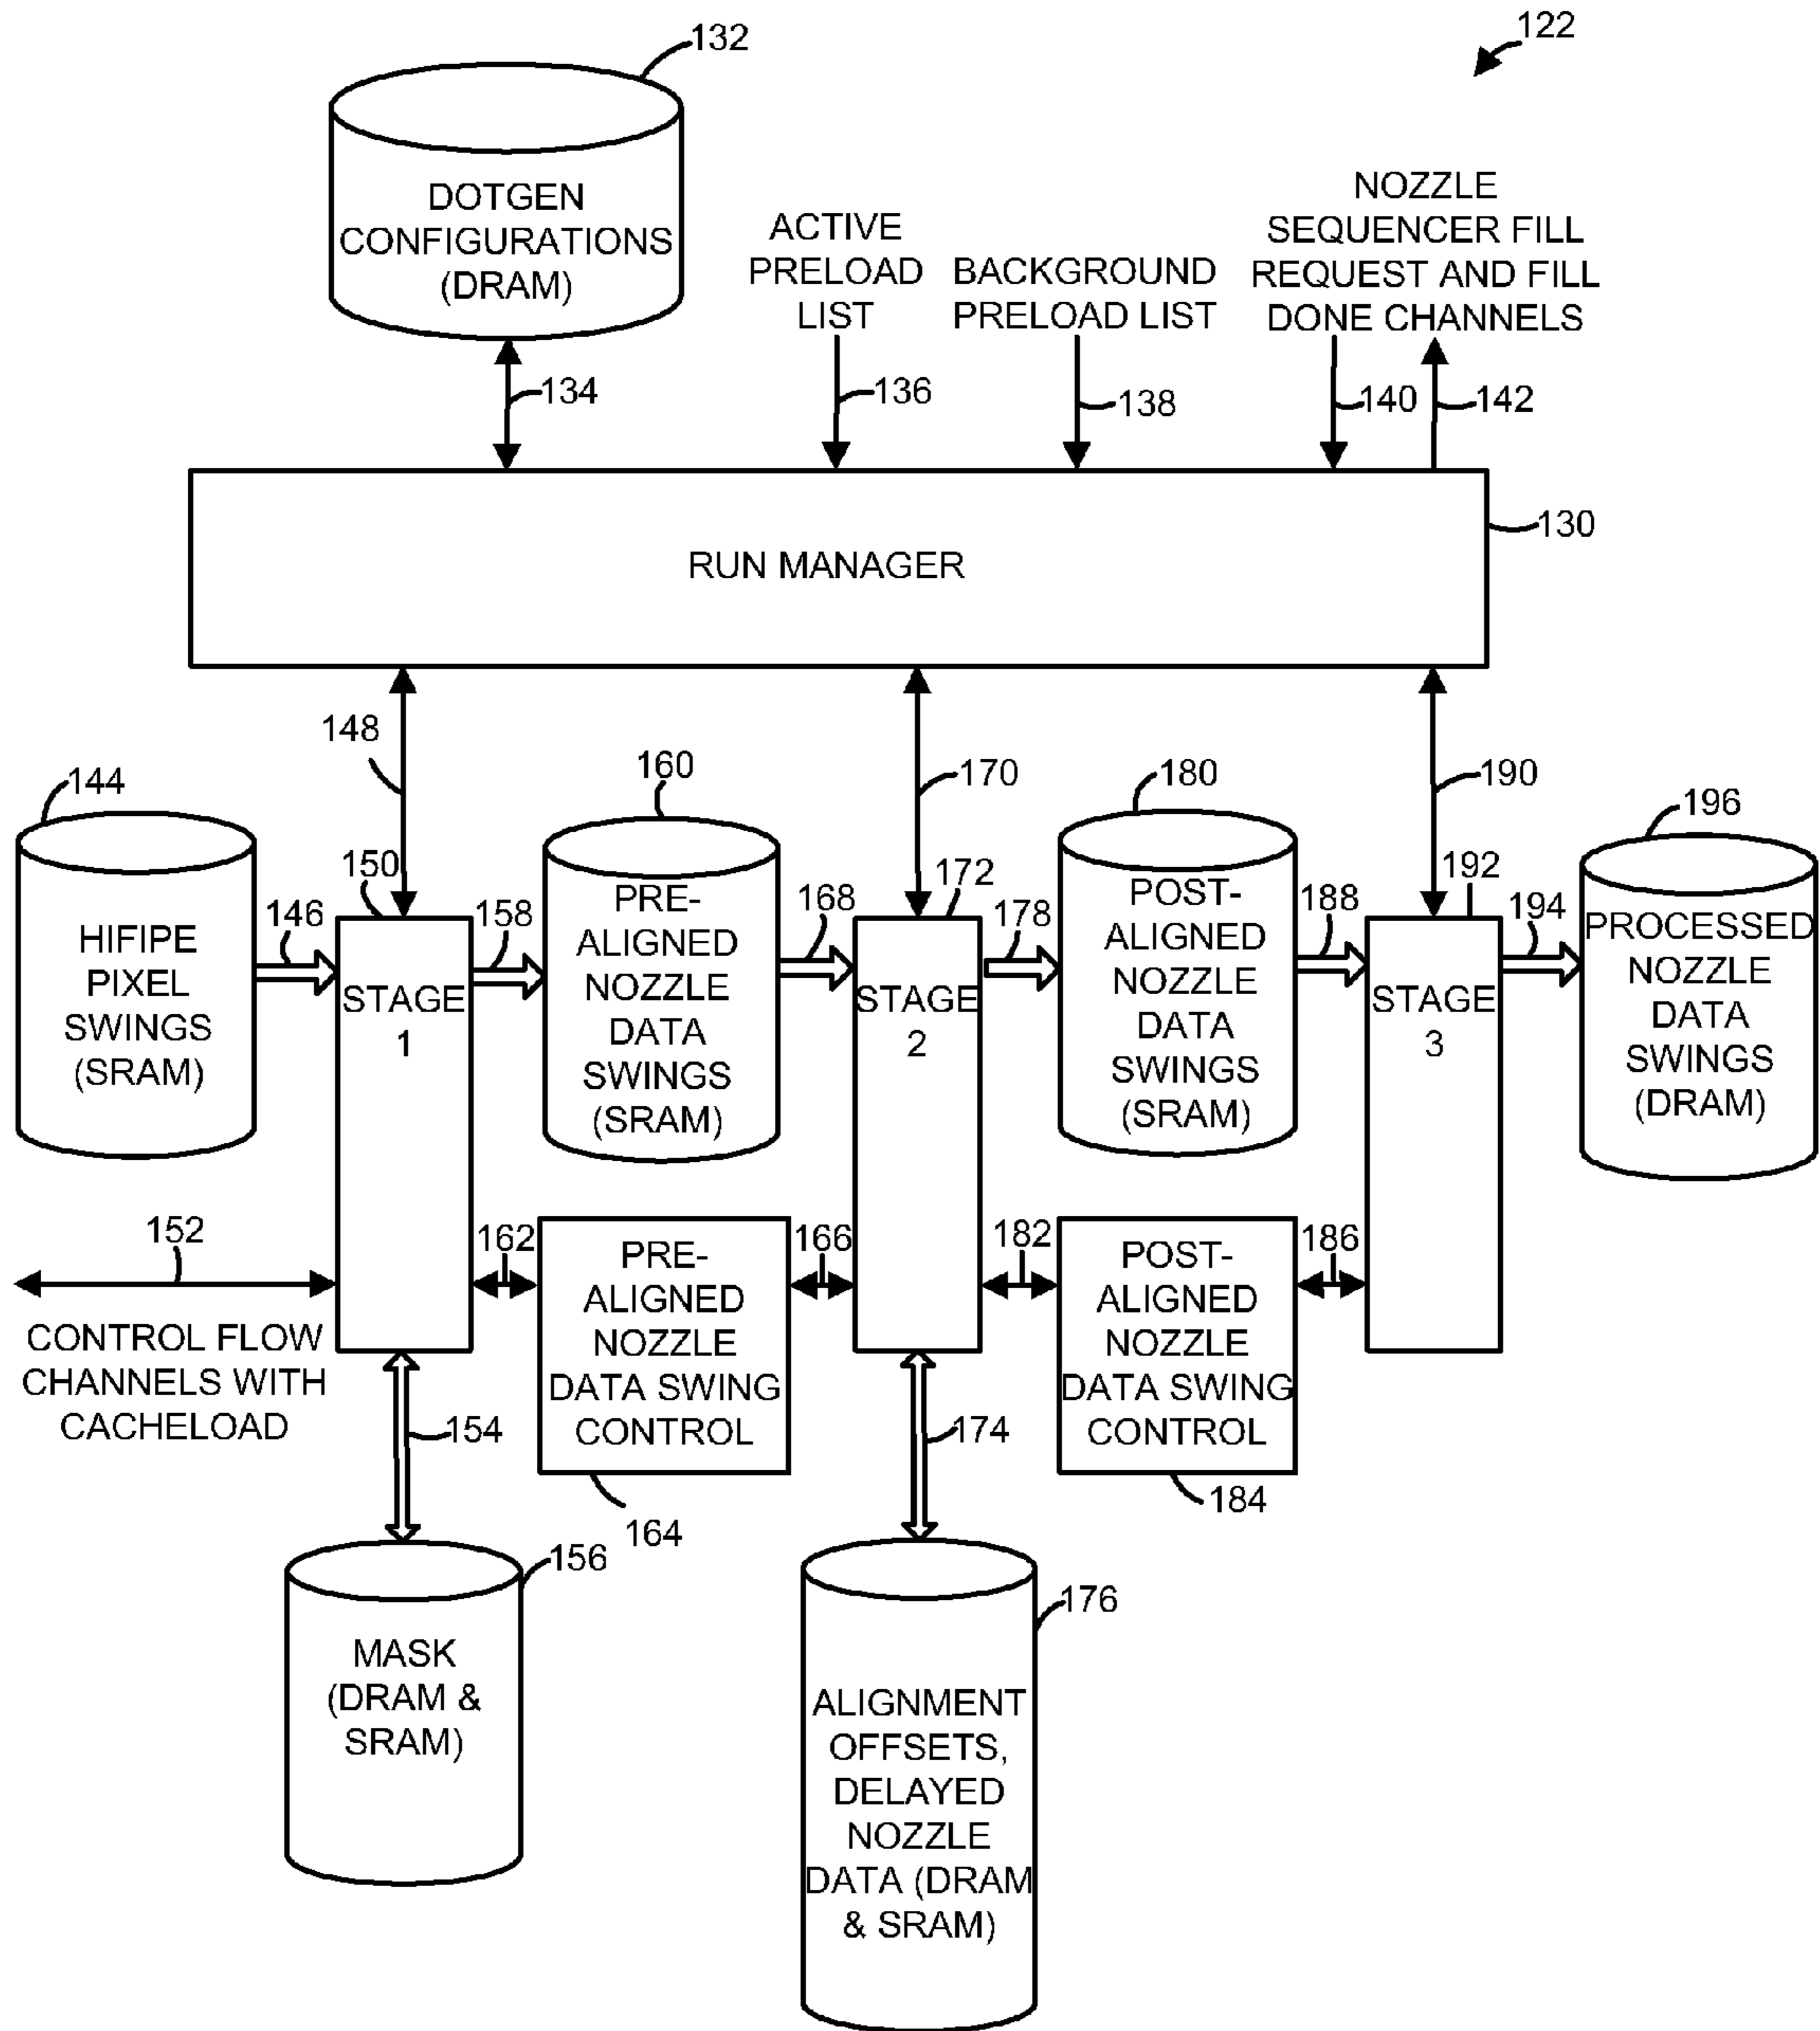 122
132
DOTGEN
CONFIGURATIONS
(DRAM)
134
ACTIVE
PRELOAD
LIST
136
BACKGROUND
PRELOAD LIST
138
NOZZLE
SEQUENCER FILL
REQUEST AND FILL
DONE CHANNELS
140
142
RUN MANAGER
130
148
170
190
144
HIFIPE
PIXEL
SWINGS
(SRAM)
146
150
STAGE
1
158
160
PRE-
ALIGNED
NOZZLE
DATA
SWINGS
(SRAM)
168
172
STAGE
2
178
180
POST-
ALIGNED
NOZZLE
DATA
SWINGS
(SRAM)
188
192
STAGE
3
194
196
PROCESSED
NOZZLE
DATA
SWINGS
(DRAM)
152
CONTROL FLOW
CHANNELS WITH
CACHELOAD
162
PRE-
ALIGNED
NOZZLE
DATA SWING
CONTROL
164
166
182
POST-
ALIGNED
NOZZLE
DATA SWING
CONTROL
184
186
154
156
MASK
(DRAM &
SRAM)
174
176
ALIGNMENT
OFFSETS,
DELAYED
NOZZLE
DATA (DRAM
& SRAM)